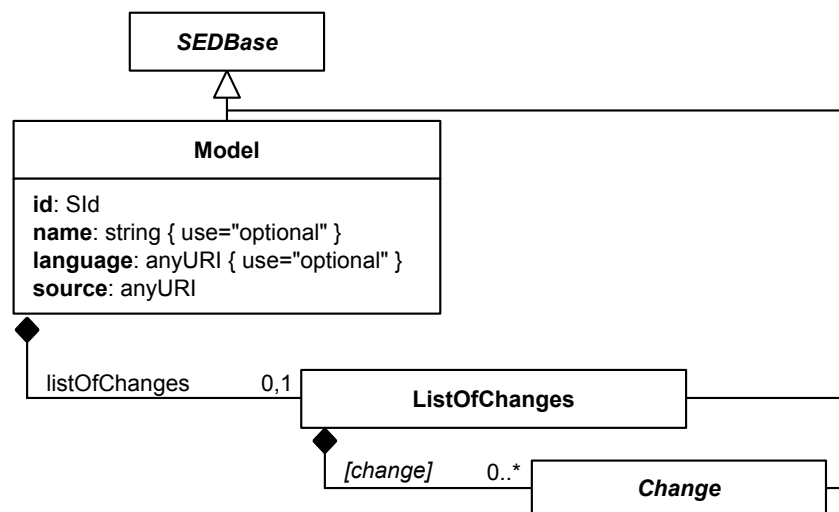 SEDBase
Model
id: SId
name: string { use="optional" }
language: anyURI { use="optional" }
source: anyURI
listOfChanges 0,1
ListOfChanges
[change] 0..*
Change